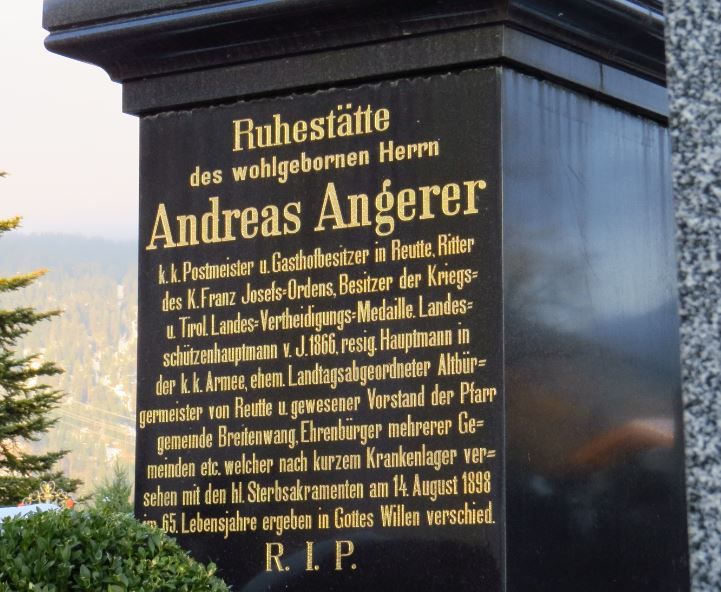 Ruhestätte
des wohlgebornen Herrn
Andreas Angerer
k. k. Postmeister u. Gasthofbesitzer in Reutte, Ritter
des K. Franz Josefs=Ordens, Besitzer der Kriegs=
u. Tirol. Landes=Vertheidigungs=Medaille. Landes=
schützenhauptmann v. J. 1866, resig. Hauptmann in
der k. k. Armee, ehem. Landtagsabgeordneter Altbür=
germeister von Reutte u. gewesener Vorstand der Pfarr
gemeinde Breitenwang, Ehrenbürger mehrerer Ge=
meinden etc. welcher nach kurzem Krankenlager ver=
sehen mit den hl. Sterbsakramenten am 14. August 1898
im 65. Lebensjahre ergeben in Gottes Willen verschied.
R. I. P.